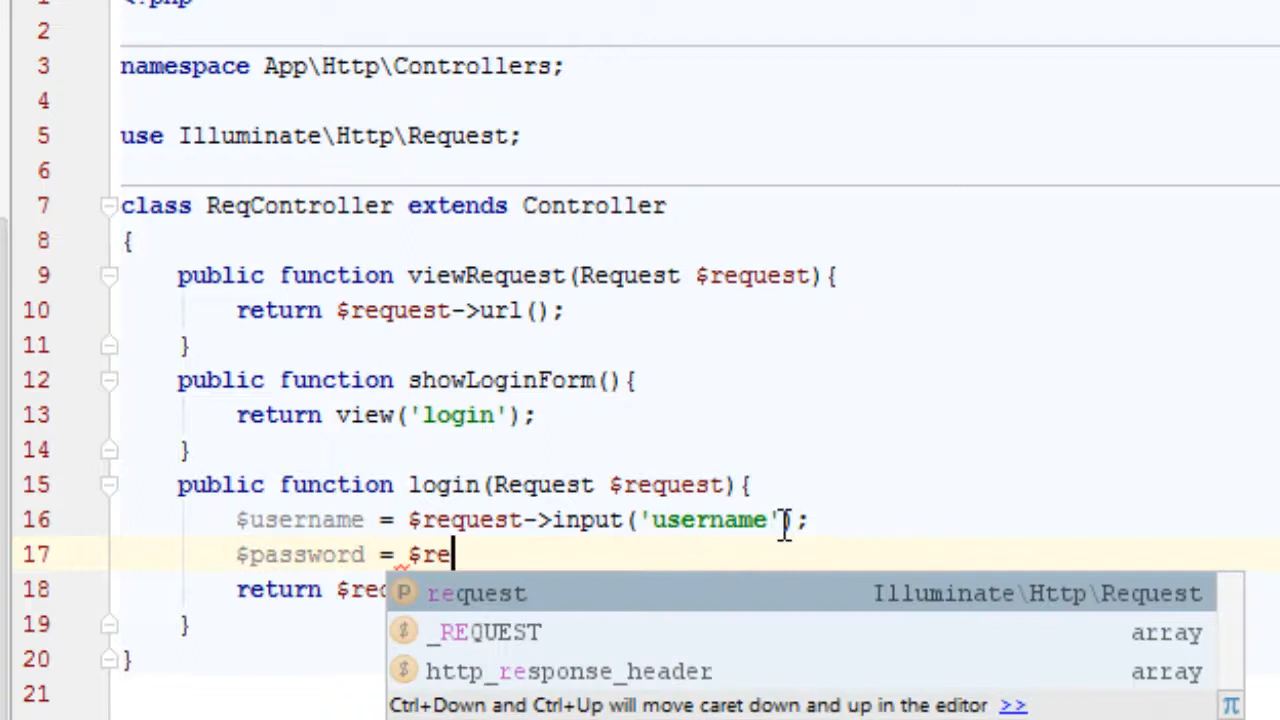 1 <?php
2
3 namespace App\Http\Controllers;
4
5 use Illuminate\Http\Request;
6
7 class ReqController extends Controller
8 {
9 public function viewRequest(Request $request){
10 return $request->url();
11 }
12 public function showLoginForm(){
13 return view('login');
14 }
15 public function login(Request $request){
16 $username = $request->input('username');
17 $password = $re
18 return $req
p request Illuminate\Http\Request
19 }
$ _REQUEST array
20 }
$ http_response_header array
21
Ctrl+Down and Ctrl+Up will move caret down and up in the editor >> π